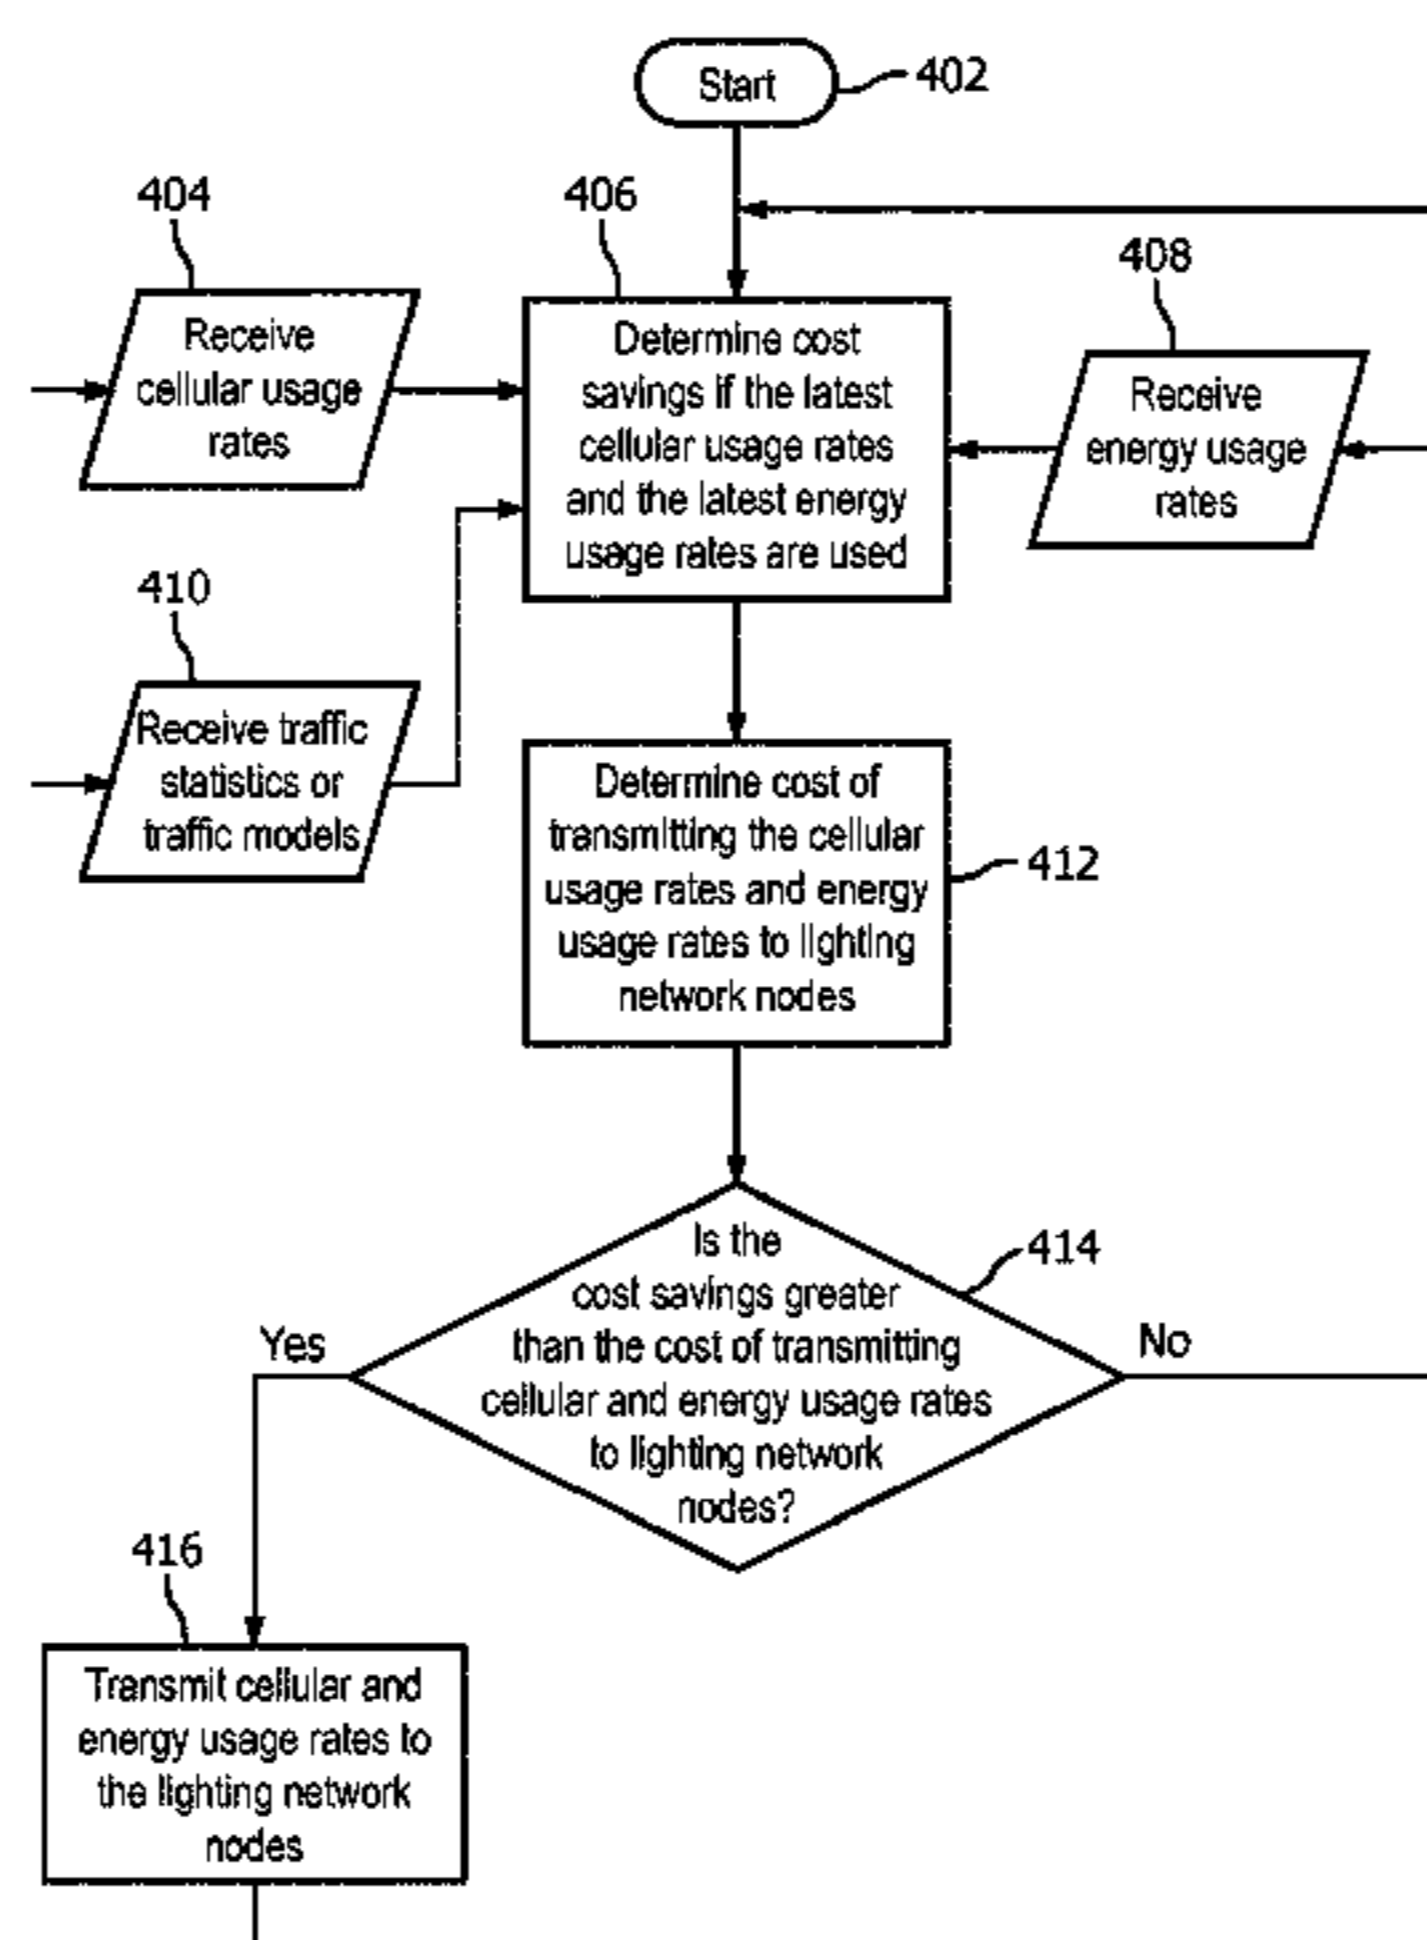 Start
402
404
406
408
Receive
cellular usage
rates
Determine cost
savings if the latest
cellular usage rates
and the latest energy
usage rates are used
Receive
energy usage
rates
410
Receive traffic
statistics or
traffic models
Determine cost of
transmitting the cellular
usage rates and energy
usage rates to lighting
network nodes
412
Is the
cost savings greater
than the cost of transmitting
cellular and energy usage rates
to lighting network
nodes?
414
Yes
No
416
Transmit cellular and
energy usage rates to
the lighting network
nodes